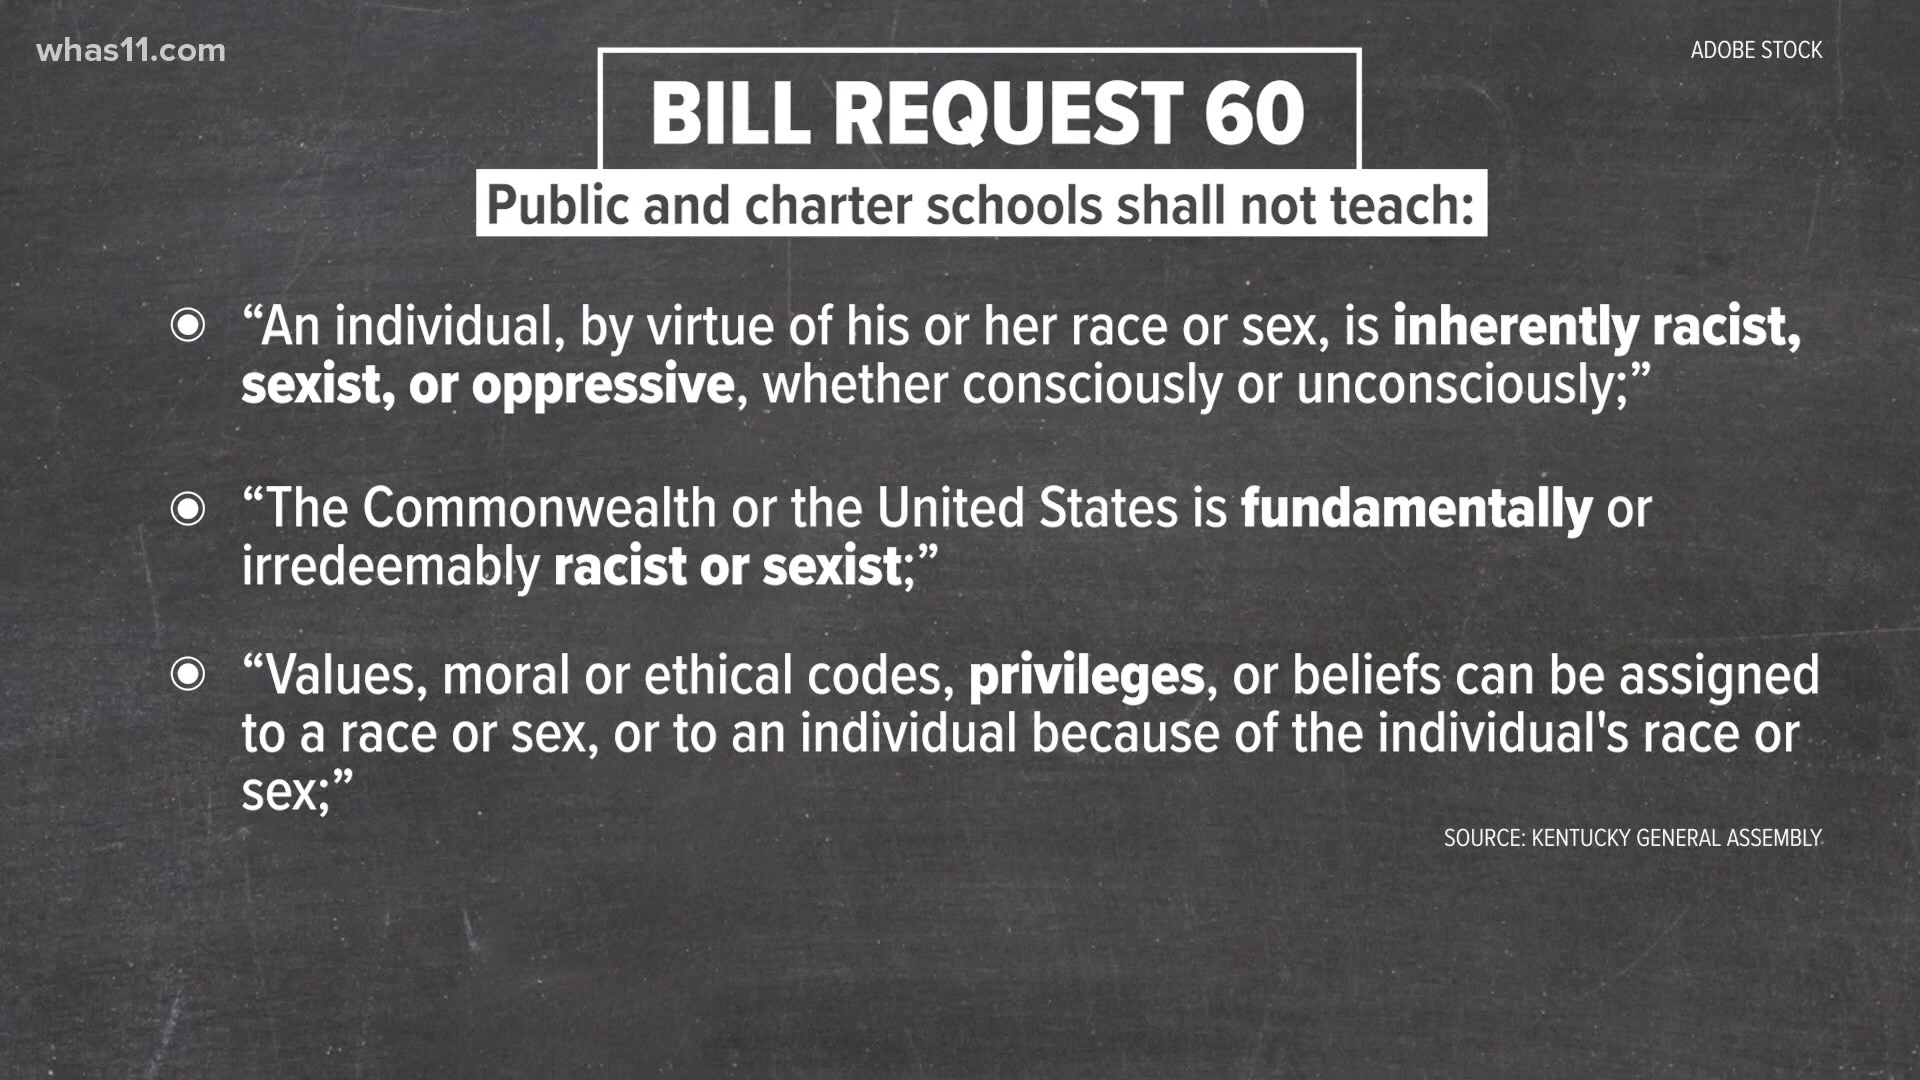 whas11.com
ADOBE STOCK
BILL REQUEST 60
Public and charter schools shall not teach:
“An individual, by virtue of his or her race or sex, is inherently racist,
sexist, or oppressive, whether consciously or unconsciously;”
“The Commonwealth or the United States is fundamentally or
irredeemably racist or sexist;”
“Values, moral or ethical codes, privileges, or beliefs can be assigned
to a race or sex, or to an individual because of the individual's race or
sex;”
SOURCE: KENTUCKY GENERAL ASSEMBLY